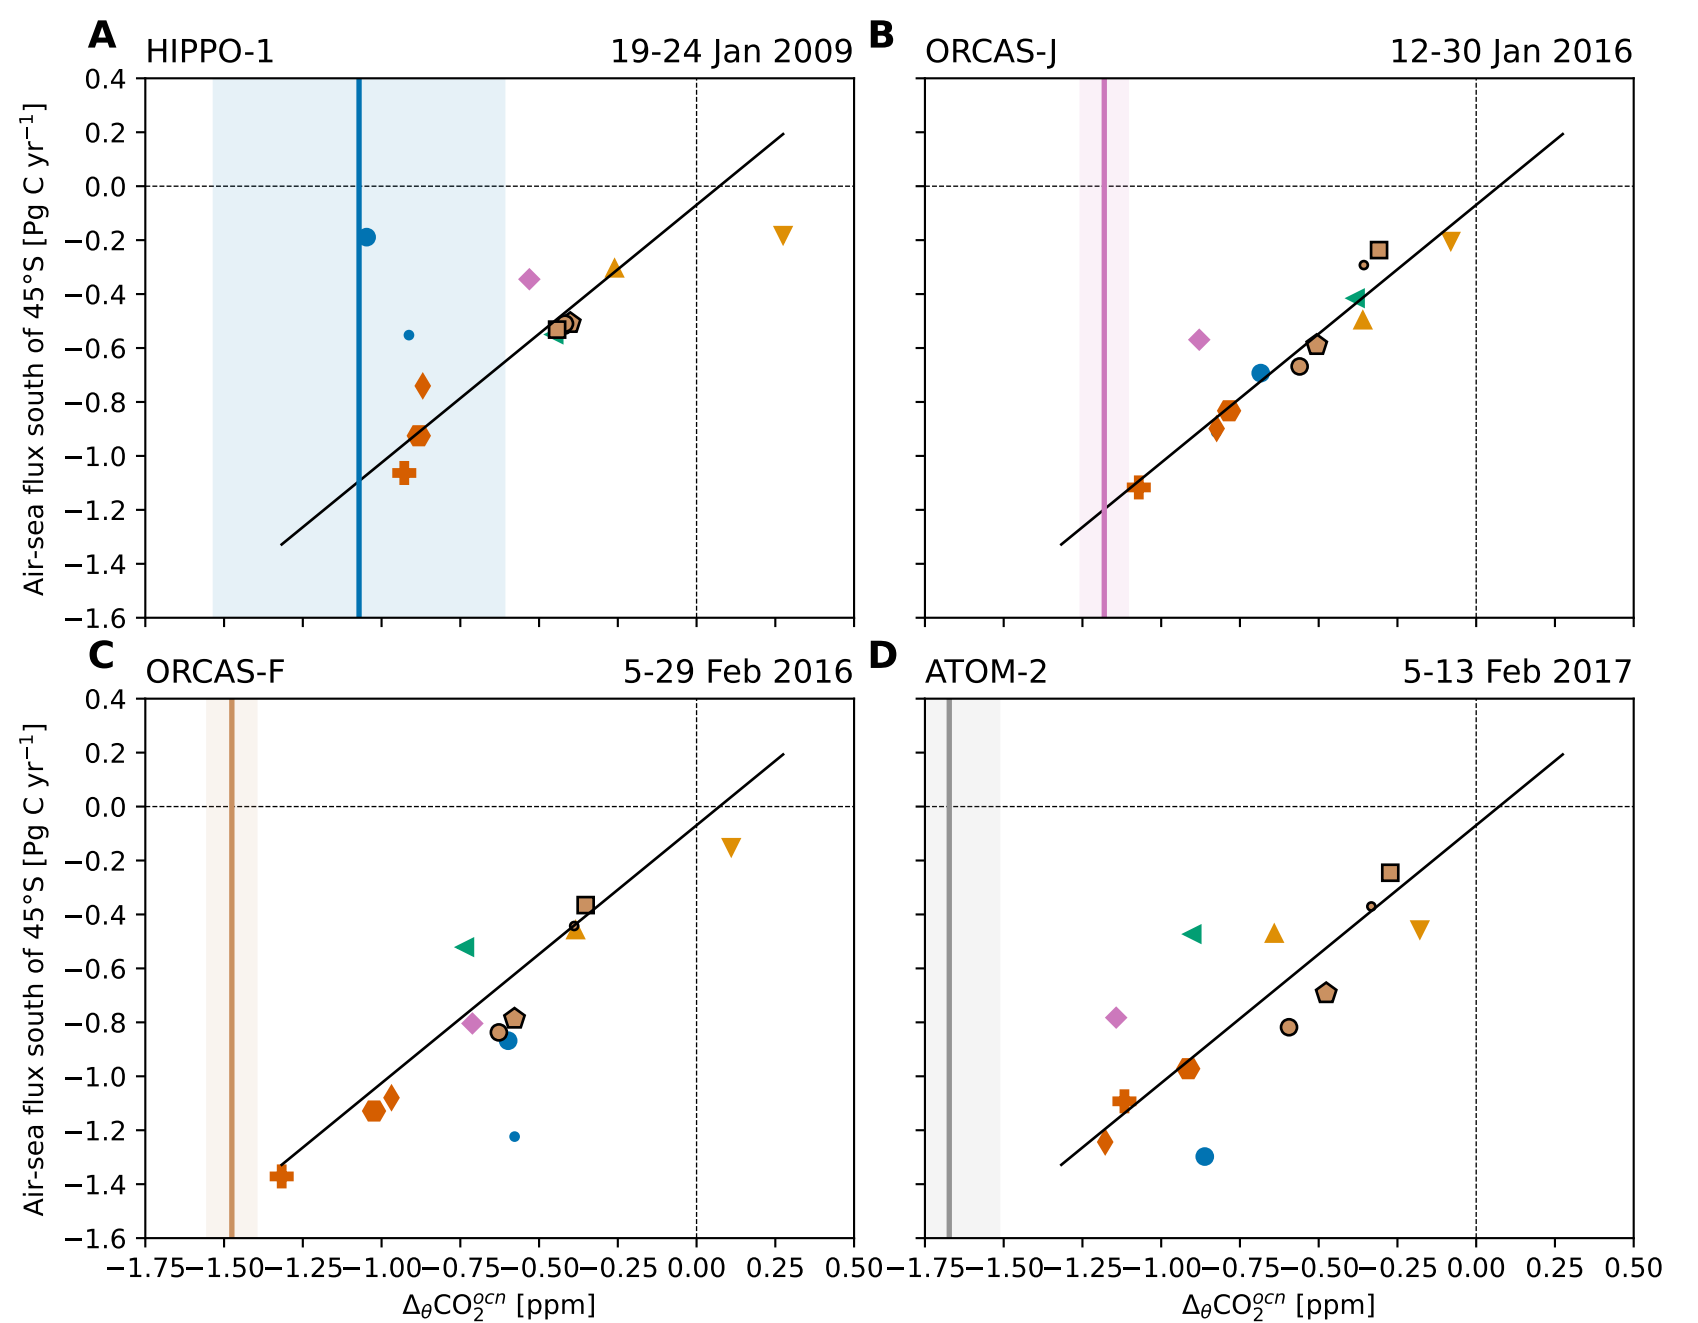 A
HIPPO-1 19-24 Jan 2009
B
ORCAS-J 12-30 Jan 2016
0.4
0.2
0.0
−0.2
−0.4
−0.6
−0.8
−1.0
−1.2
−1.4
−1.6
Air-sea flux south of 45°S [Pg C yr⁻¹]
C
ORCAS-F 5-29 Feb 2016
D
ATOM-2 5-13 Feb 2017
0.4
0.2
0.0
−0.2
−0.4
−0.6
−0.8
−1.0
−1.2
−1.4
−1.6
Air-sea flux south of 45°S [Pg C yr⁻¹]
−1.75 −1.50 −1.25 −1.00 −0.75 −0.50 −0.25 0.00 0.25 0.50
−1.75 −1.50 −1.25 −1.00 −0.75 −0.50 −0.25 0.00 0.25 0.50
Δ_θCO₂^ocn [ppm]
Δ_θCO₂^ocn [ppm]